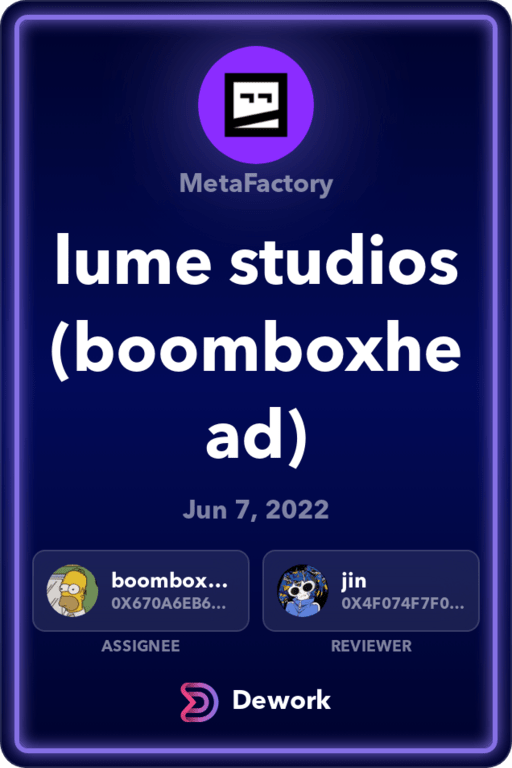 MetaFactory
lume studios
(boomboxhe
ad)
Jun 7, 2022
boombox...
0X670A6EB6...
jin
0X4F074F7F0...
ASSIGNEE
REVIEWER
Dework